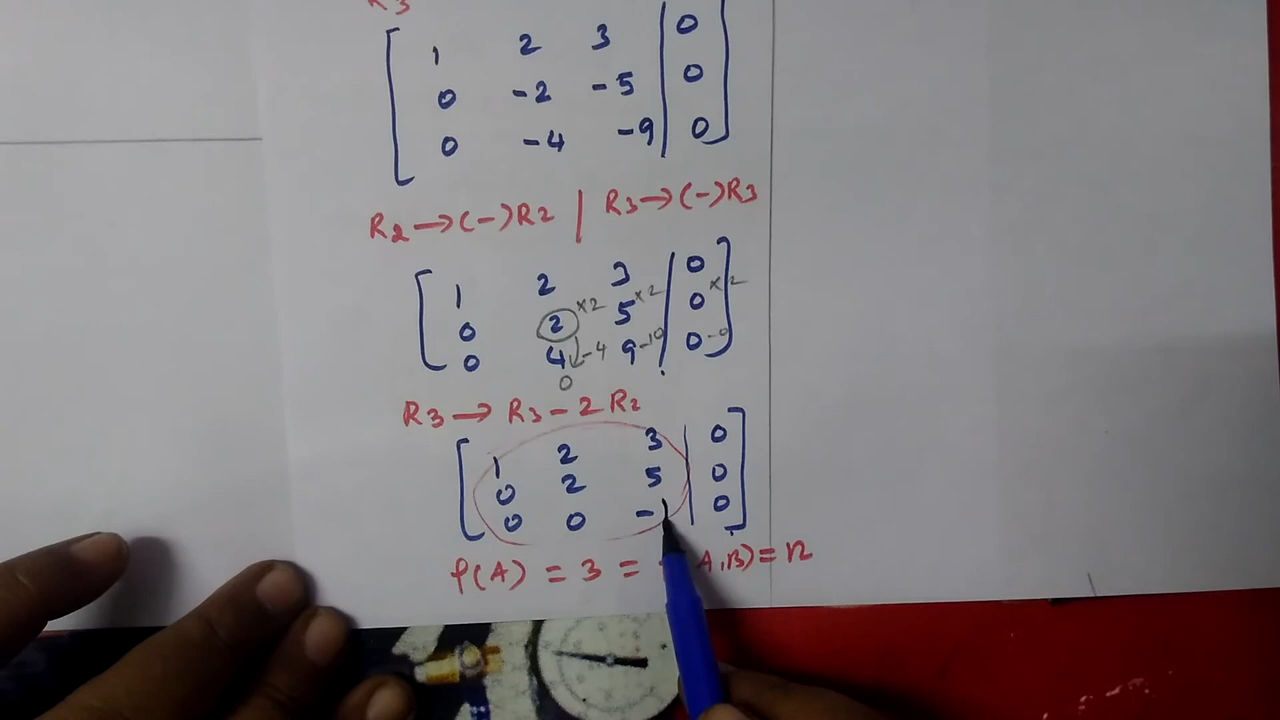 R3
1 2 3 0
0 -2 -5 0
0 -4 -9 0
R2→(-)R2 | R3→(-)R3
1 2 3 0
0 2 ×2 5 ×2 0 ×2
0 4 -4 9 -10 0 -0
0
R3→ R3-2R2
1 2 3 0
0 2 5 0
0 0 -1 0
ρ(A) = 3 = A,B) = n